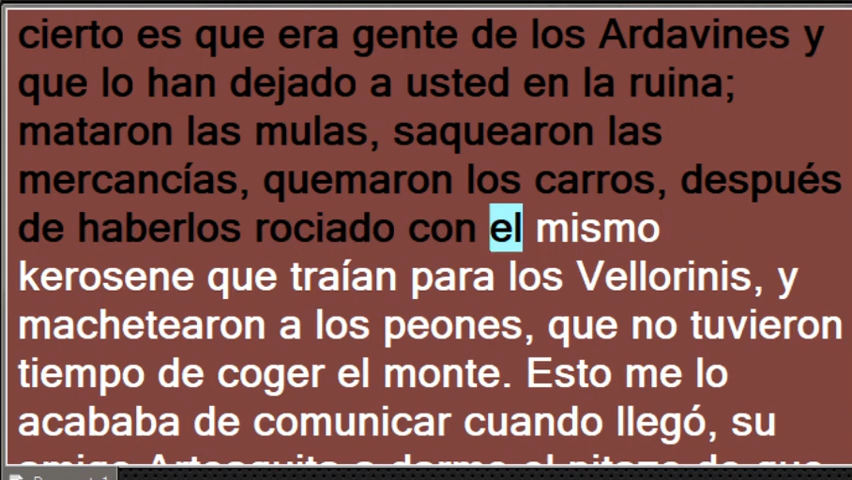 cierto es que era gente de los Ardavines y
que lo han dejado a usted en la ruina;
mataron las mulas, saquearon las
mercancías, quemaron los carros, después
de haberlos rociado con el mismo
kerosene que traían para los Vellorinis, y
machetearon a los peones, que no tuvieron
tiempo de coger el monte. Esto me lo
acababa de comunicar cuando llegó, su